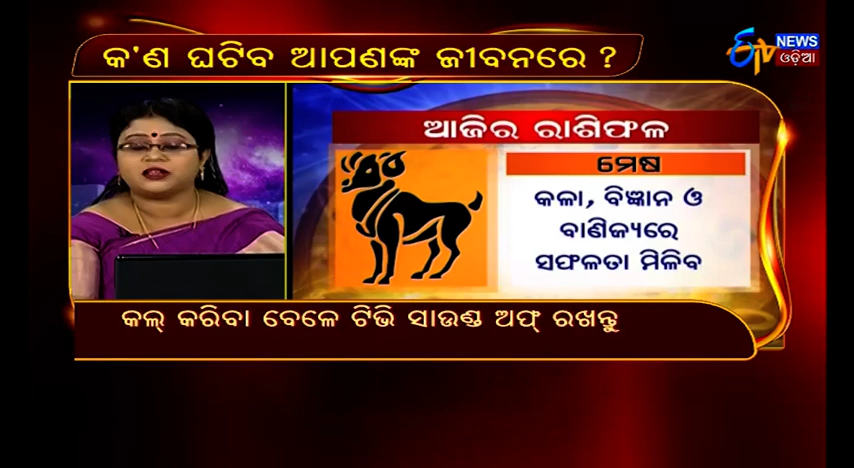 କ'ଣ ଘଟିବ ଆପଣଙ୍କ ଜୀବନରେ ?
ETV NEWS ଓଡ଼ିଆ
ଆଜିର ରାଶିଫଳ
ମେଷ
କଳା, ବିଜ୍ଞାନ ଓ
ବାଣିଜ୍ୟରେ
ସଫଳତା ମିଳିବ
କଲ୍ କରିବା ବେଳେ ଟିଭି ସାଉଣ୍ଡ ଅଫ୍ ରଖନ୍ତୁ